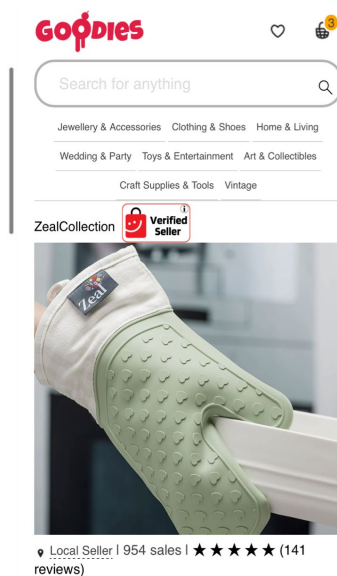 GOODIES
3
Search for anything
Jewellery & Accessories Clothing & Shoes Home & Living
Wedding & Party Toys & Entertainment Art & Collectibles
Craft Supplies & Tools Vintage
ZealCollection Verified Seller
i
Zeal
Local Seller | 954 sales | ★★★★★ (141
reviews)